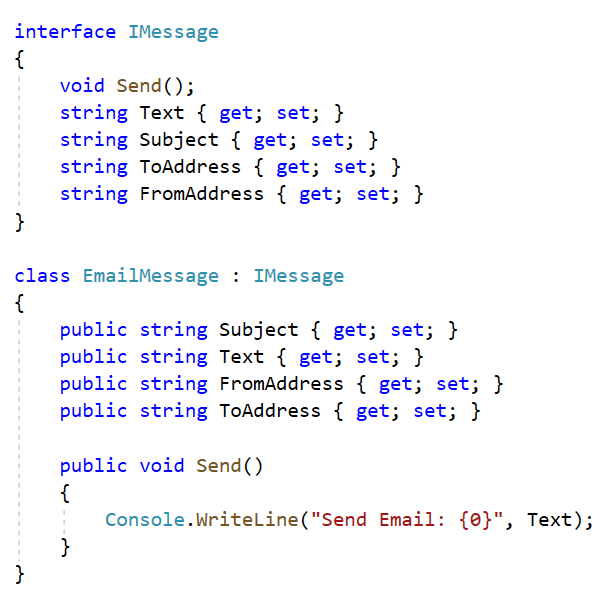 interface IMessage
{
    void Send();
    string Text { get; set; }
    string Subject { get; set; }
    string ToAddress { get; set; }
    string FromAddress { get; set; }
}

class EmailMessage : IMessage
{
    public string Subject { get; set; }
    public string Text { get; set; }
    public string FromAddress { get; set; }
    public string ToAddress { get; set; }

    public void Send()
    {
        Console.WriteLine("Send Email: {0}", Text);
    }
}